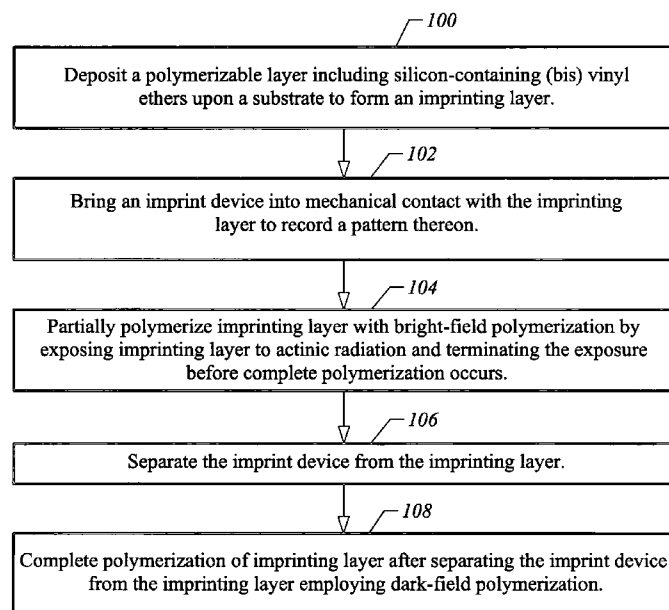 100
Deposit a polymerizable layer including silicon-containing (bis) vinyl
ethers upon a substrate to form an imprinting layer.
102
Bring an imprint device into mechanical contact with the imprinting
layer to record a pattern thereon.
104
Partially polymerize imprinting layer with bright-field polymerization by
exposing imprinting layer to actinic radiation and terminating the exposure
before complete polymerization occurs.
106
Separate the imprint device from the imprinting layer.
108
Complete polymerization of imprinting layer after separating the imprint device
from the imprinting layer employing dark-field polymerization.